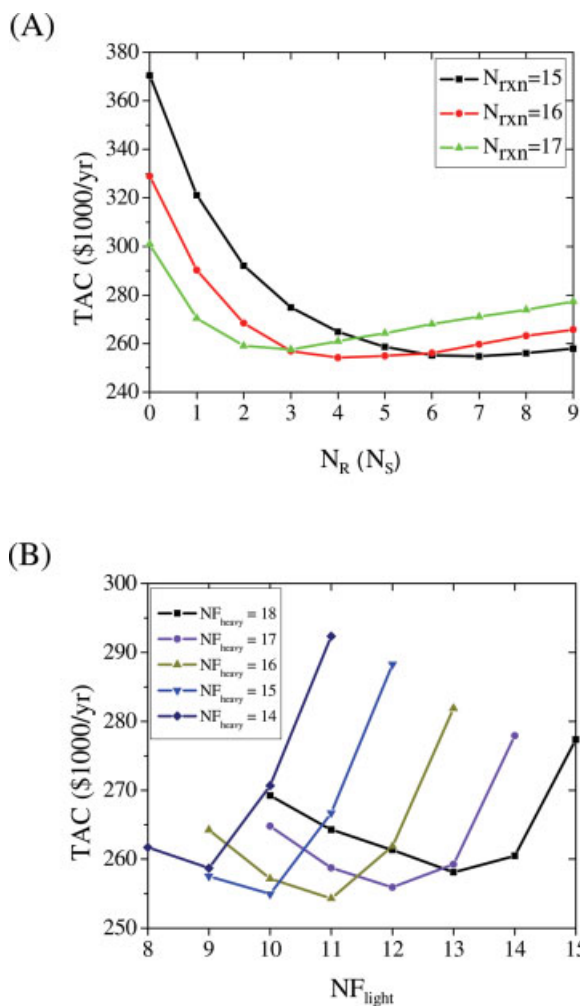 (A)
380
360
340
320
300
280
260
240
TAC ($1000/yr)
N_rxn=15
N_rxn=16
N_rxn=17
0 1 2 3 4 5 6 7 8 9
N_R (N_S)
(B)
300
290
280
270
260
250
TAC ($1000/yr)
NF_heavy = 18
NF_heavy = 17
NF_heavy = 16
NF_heavy = 15
NF_heavy = 14
8 9 10 11 12 13 14 15
NF_light